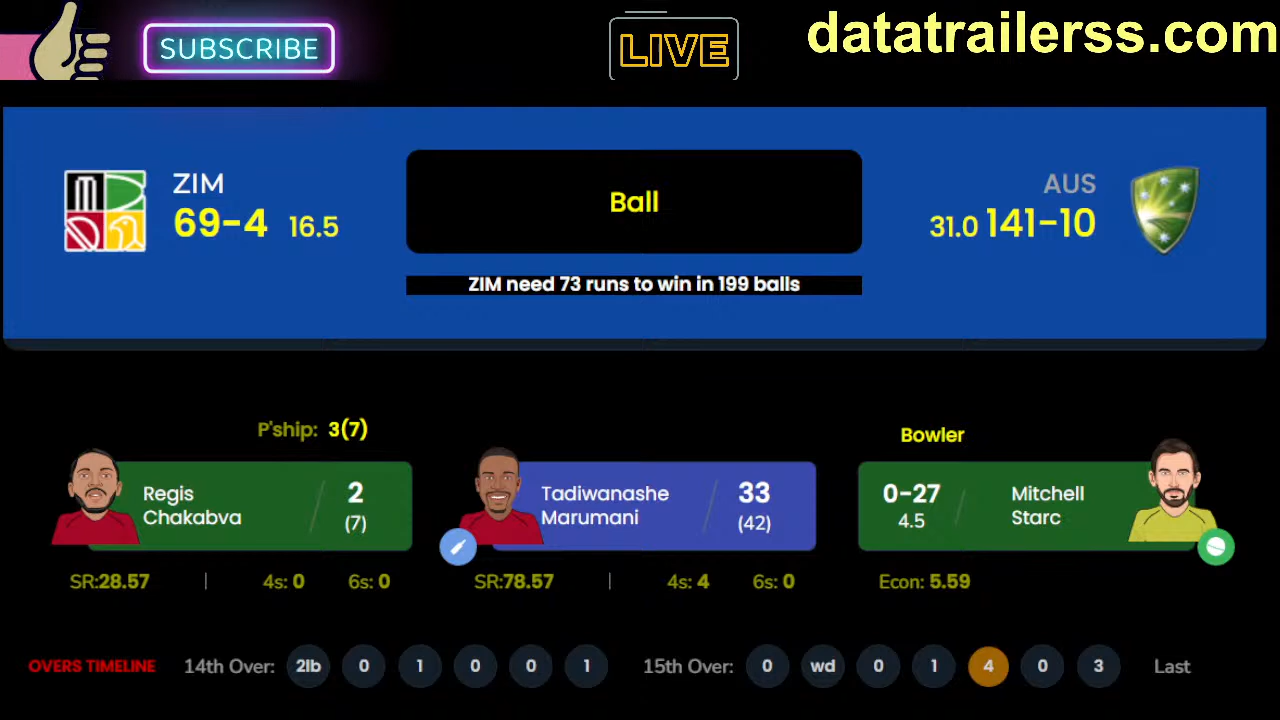 SUBSCRIBE
LIVE
datatrailerss.com
ZIM
69-4 16.5
Ball
AUS
31.0 141-10
ZIM need 73 runs to win in 199 balls
P'ship: 3(7)
Bowler
Regis
Chakabva
2
(7)
Tadiwanashe
Marumani
33
(42)
0-27
4.5
Mitchell
Starc
SR:28.57 | 4s: 0 6s: 0
SR:78.57 | 4s: 4 6s: 0
Econ: 5.59
OVERS TIMELINE 14th Over: 2lb 0 1 0 0 1 15th Over: 0 wd 0 1 4 0 3 Last